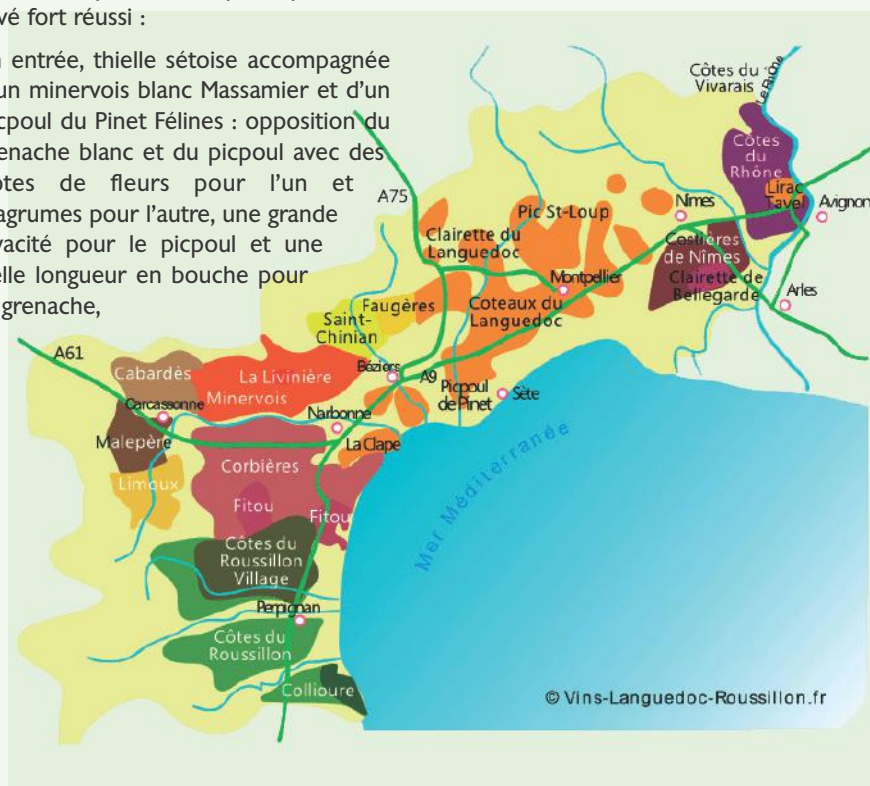 vé fort réussi :
n entrée, thielle sétoise accompagnée
un minervois blanc Massamier et d'un
cpoul du Pinet Félines : opposition du
enache blanc et du picpoul avec des
otes de fleurs pour l'un et
agrumes pour l'autre, une grande
vacité pour le picpoul et une
elle longueur en bouche pour
grenache,
Côtes du
Vivarais
Le Rhône
Côtes
du
Rhône
Lirac
Tavel
Avignon
A75
Pic St-Loup
Nîmes
Clairette du
Languedoc
Costières
de Nîmes
Montpellier
Clairette de
Bellegarde
Arles
Faugères
Coteaux du
Languedoc
Saint-
Chinian
A61
Cabardès
La Livinière
Minervois
Béziers
A9
Picpoul
de Pinet
Sète
Carcassonne
Narbonne
Malepère
La Clape
Corbières
Limoux
Fitou
Fitou
Mer Méditerranée
Côtes du
Roussillon
Village
Perpignan
Côtes du
Roussillon
Collioure
© Vins-Languedoc-Roussillon.fr